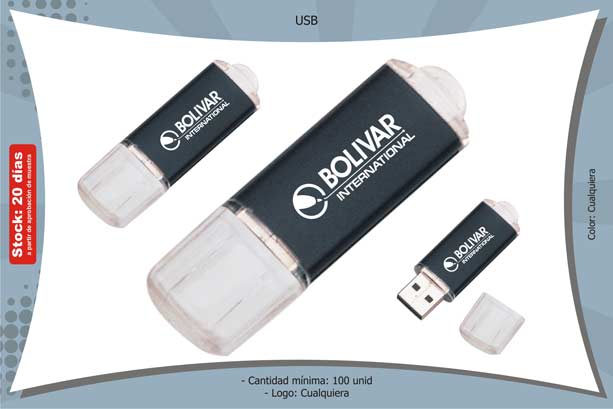 USB
BOLIVAR
INTERNATIONAL
BOLIVAR
INTERNATIONAL
BOLIVAR
INTERNATIONAL
Stock: 20 días
a partir de aprobación de muestra
Color: Cualquiera
- Cantidad mínima: 100 unid
- Logo: Cualquiera